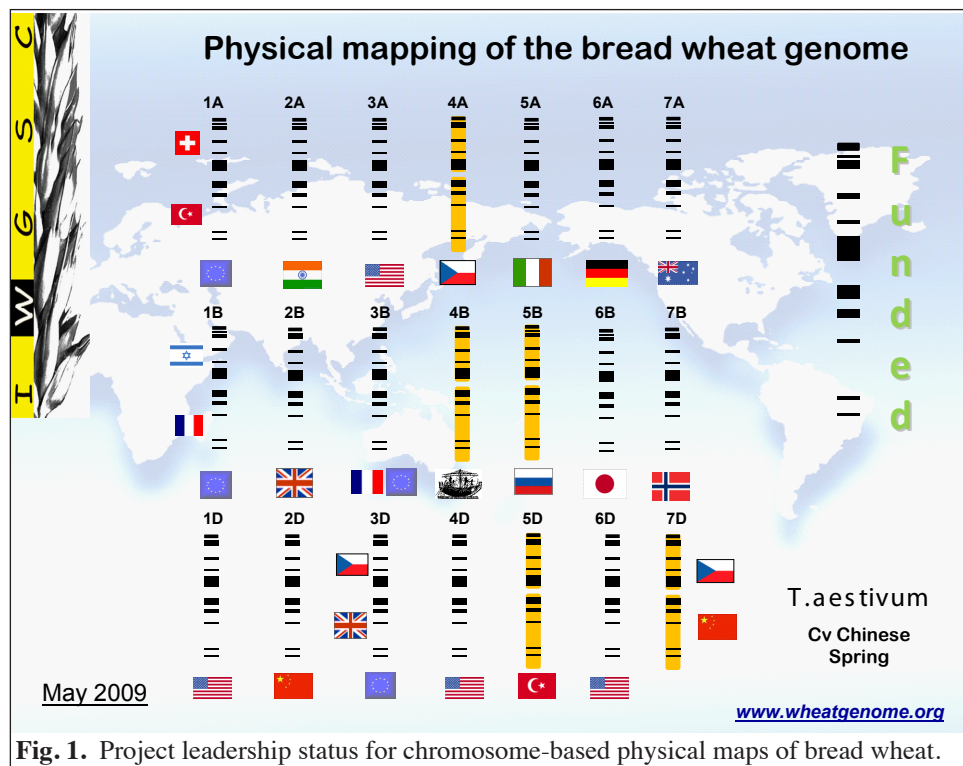 Physical mapping of the bread wheat genome
I W G S C
1A 2A 3A 4A 5A 6A 7A
1B 2B 3B 4B 5B 6B 7B
1D 2D 3D 4D 5D 6D 7D
Funded
T.aestivum
Cv Chinese
Spring
May 2009
www.wheatgenome.org
Fig. 1. Project leadership status for chromosome-based physical maps of bread wheat.